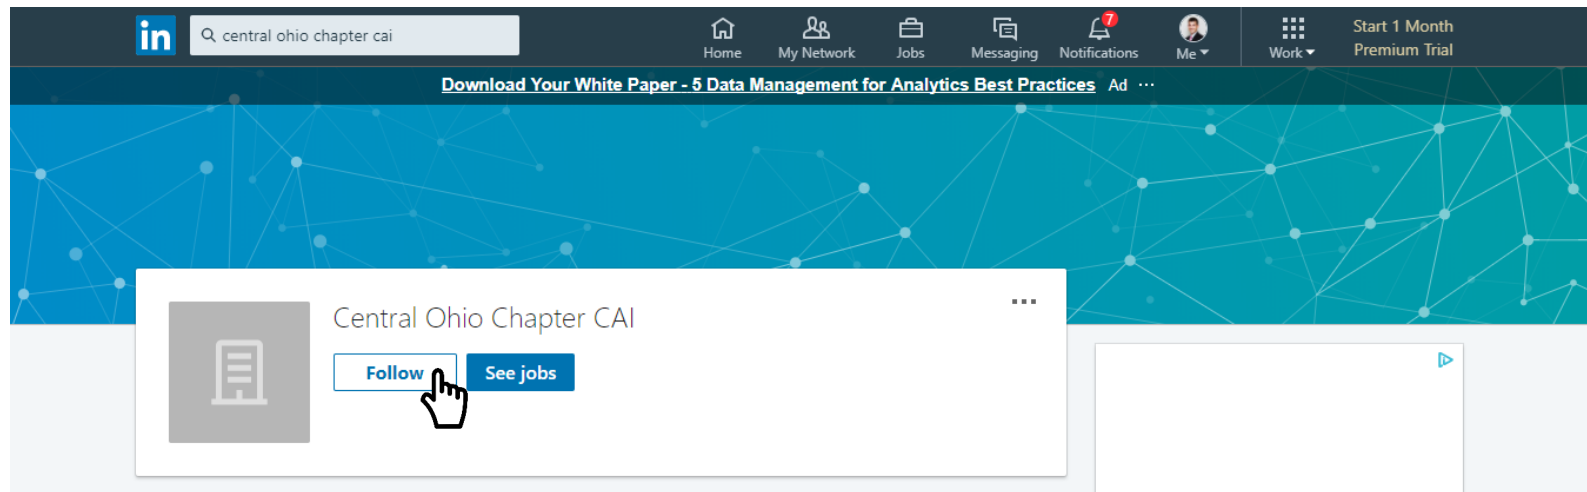 in
central ohio chapter cai
Home
My Network
Jobs
Messaging
7
Notifications
Me
Work
Start 1 Month
Premium Trial
Download Your White Paper - 5 Data Management for Analytics Best Practices Ad ...
Central Ohio Chapter CAI
Follow
See jobs